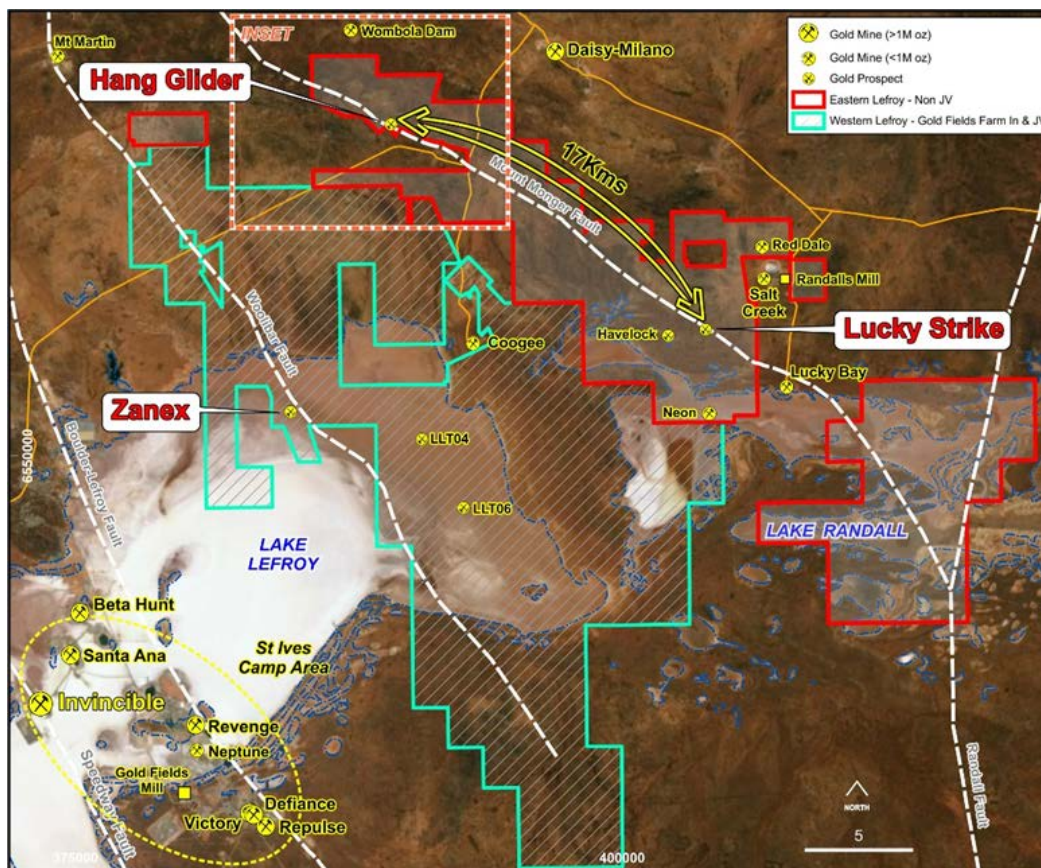 INSET
Wombola Dam
Mt Martin
Daisy-Milano
Hang Glider
Gold Mine (>1M oz)
Gold Mine (<1M oz)
Gold Prospect
Eastern Lefroy - Non JV
Western Lefroy - Gold Fields Farm In & JV
17Kms
Mount Monger Fault
Red Dale
Randalls Mill
Salt
Creek
Woolibar Fault
Havelock
Lucky Strike
Coogee
Lucky Bay
Zanex
Neon
LLT04
6550000
Boulder-Lefroy Fault
LLT06
LAKE
LEFROY
LAKE RANDALL
Beta Hunt
St Ives
Camp Area
Santa Ana
Invincible
Revenge
Neptune
Gold Fields
Mill
Speedway Fault
Defiance
Victory
Repulse
Randall Fault
NORTH
5
375000
400000